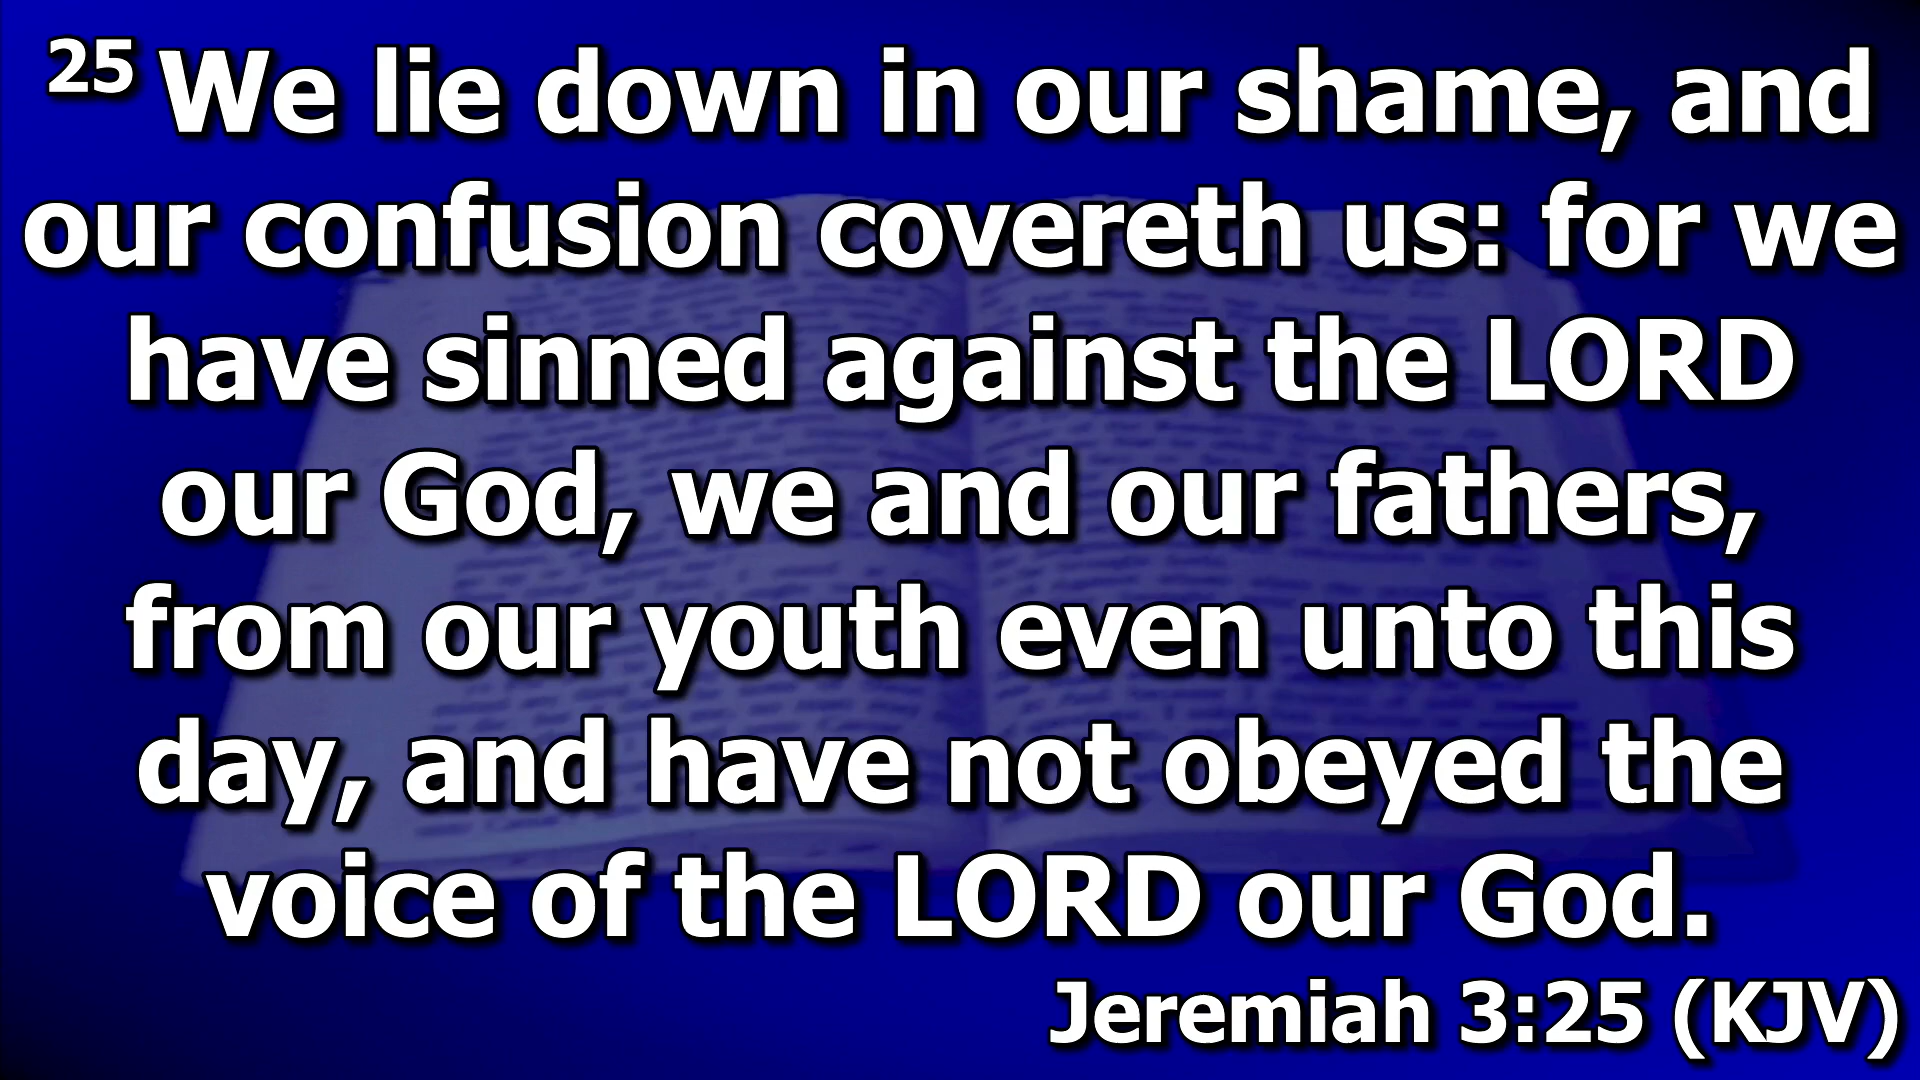 25 We lie down in our shame, and
our confusion covereth us: for we
have sinned against the LORD
our God, we and our fathers,
from our youth even unto this
day, and have not obeyed the
voice of the LORD our God.
Jeremiah 3:25 (KJV)